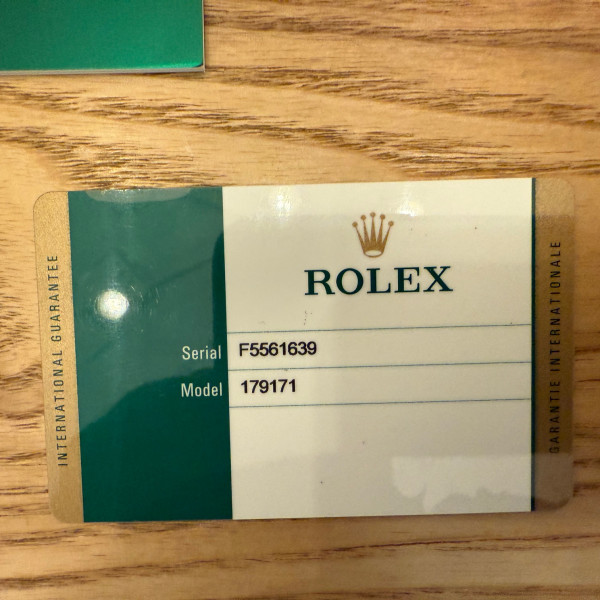 INTERNATIONAL GUARANTEE
ROLEX
Serial F5561639
Model 179171
GARANTIE INTERNATIONALE